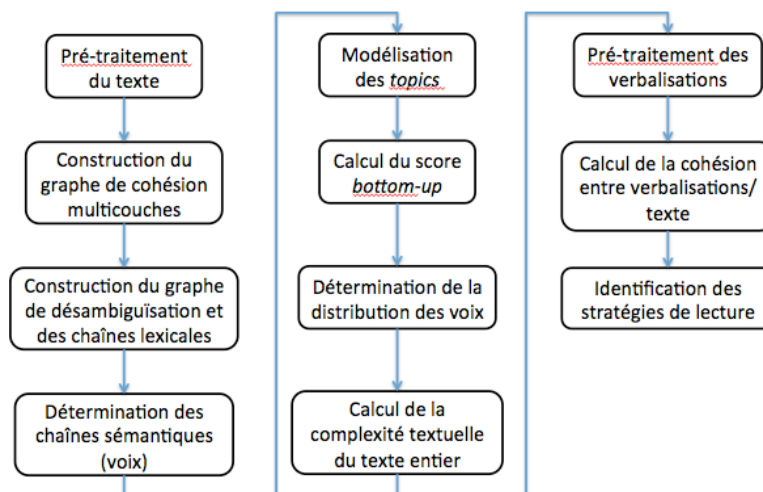 Pré-traitement
du texte
Construction du
graphe de cohésion
multicouches
Construction du graphe
de désambiguïsation et
des chaînes lexicales
Détermination des
chaînes sémantiques
(voix)
Modélisation
des topics
Calcul du score
bottom-up
Détermination de la
distribution des voix
Calcul de la
complexité textuelle
du texte entier
Pré-traitement des
verbalisations
Calcul de la cohésion
entre verbalisations/
texte
Identification des
stratégies de lecture